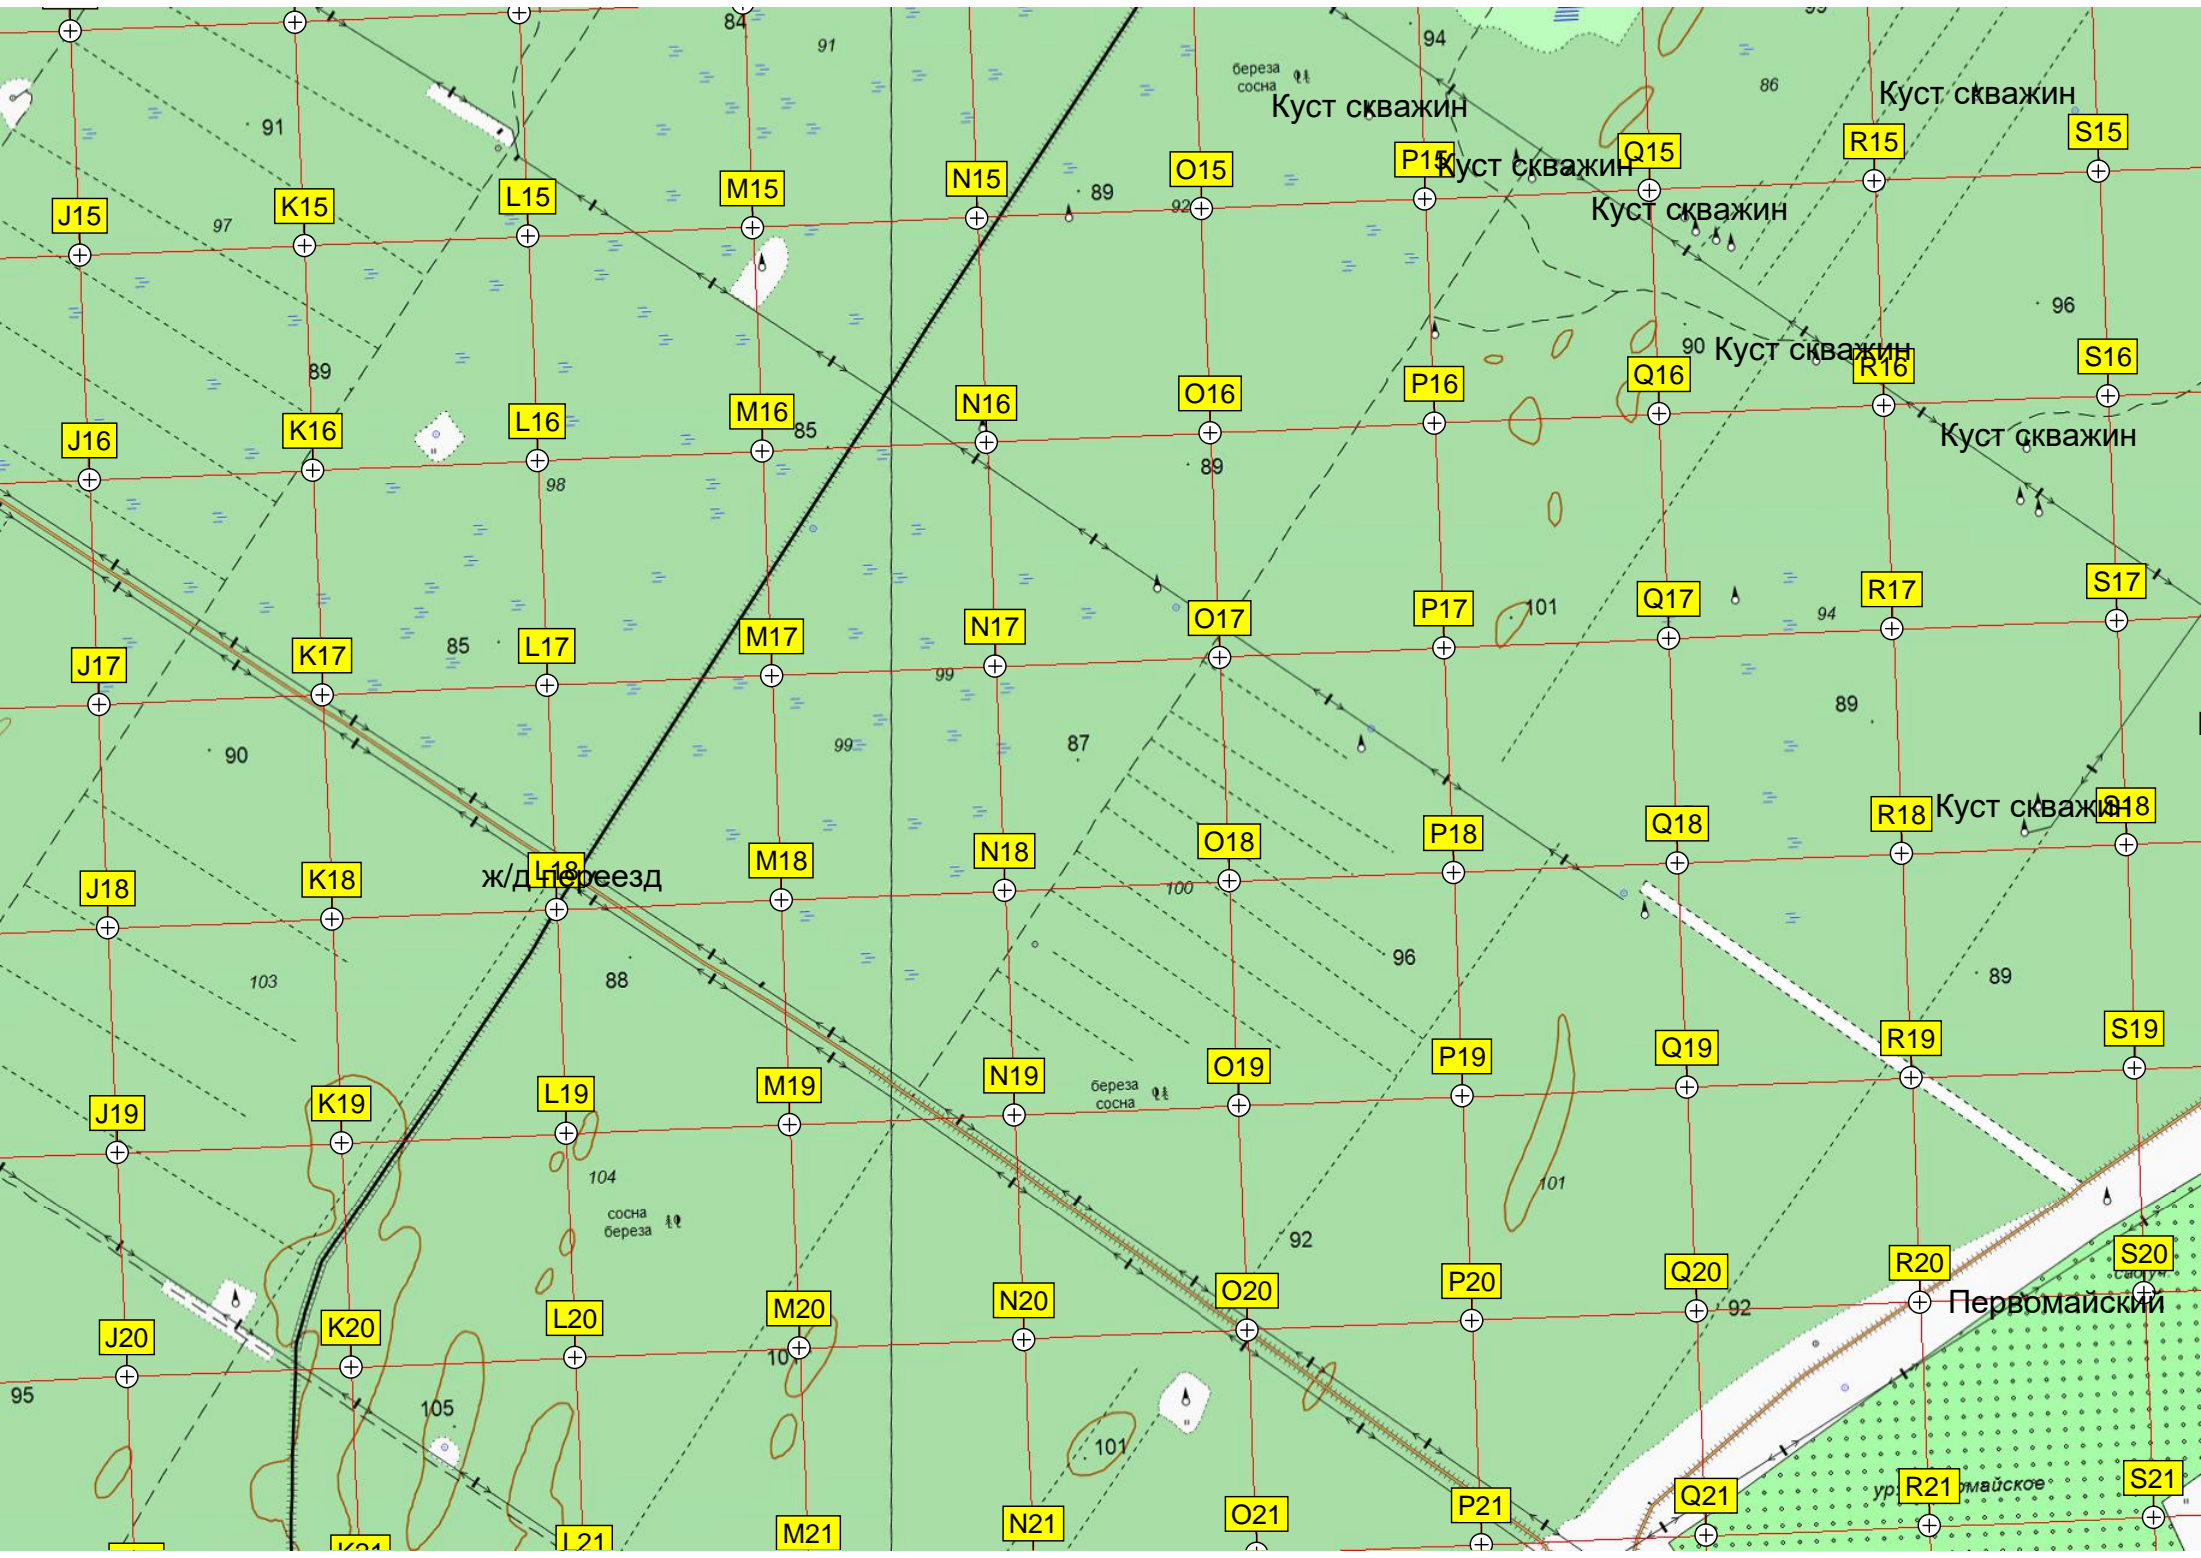 84
91
94
99
86
береза
сосна
Куст скважин
Куст скважин
91
S15
R15
Q15
P15
Куст скважин
O15
N15
M15
L15
K15
J15
97
89
92
Куст скважин
96
90
Куст скважин
89
S16
R16
Q16
P16
O16
N16
M16
L16
K16
J16
85
Куст скважин
89
98
S17
R17
Q17
P17
O17
N17
M17
L17
K17
J17
101
94
85
99
89
99
87
90
Куст скважин
S18
R18
Q18
P18
O18
N18
M18
L18
K18
J18
ж/д переезд
100
96
89
103
88
S19
R19
Q19
P19
O19
N19
M19
L19
K19
J19
береза
сосна
104
101
сосна
береза
92
S20
R20
Q20
P20
O20
N20
M20
L20
K20
J20
Первомайский
92
101
95
105
101
S21
R21
Q21
P21
O21
N21
M21
L21
K21